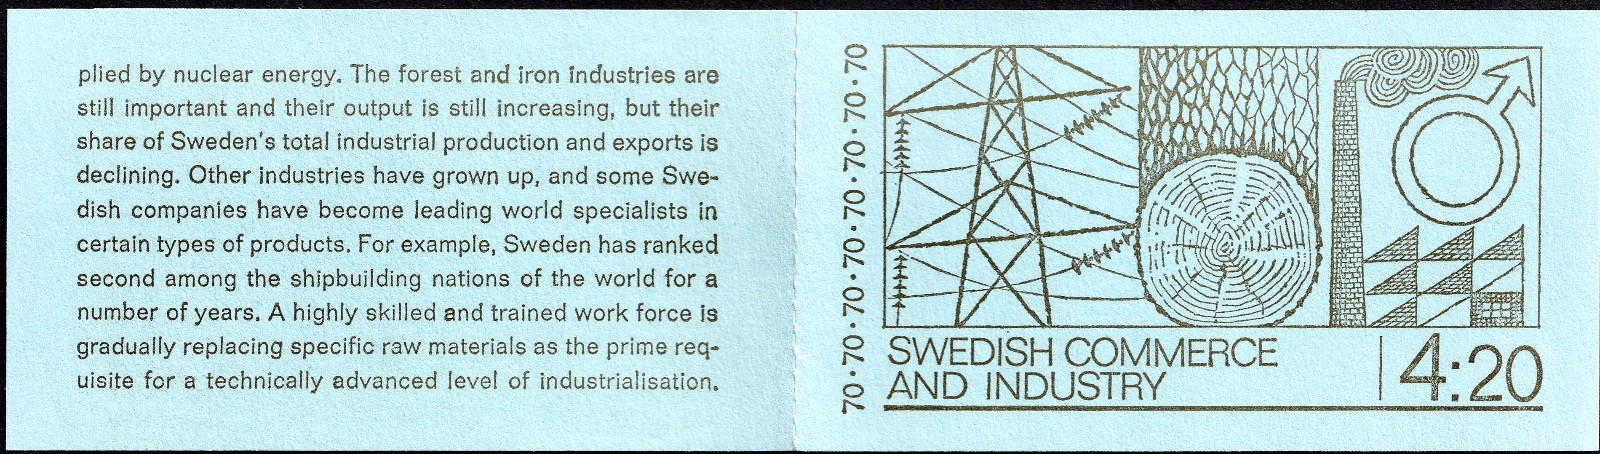 plied by nuclear energy. The forest and iron industries are
still important and their output is still increasing, but their
share of Sweden's total industrial production and exports is
declining. Other industries have grown up, and some Swe-
dish companies have become leading world specialists in
certain types of products. For example, Sweden has ranked
second among the shipbuilding nations of the world for a
number of years. A highly skilled and trained work force is
gradually replacing specific raw materials as the prime req-
uisite for a technically advanced level of industrialisation.
70·70·70·70·70·70·70·70
SWEDISH COMMERCE
AND INDUSTRY
4:20